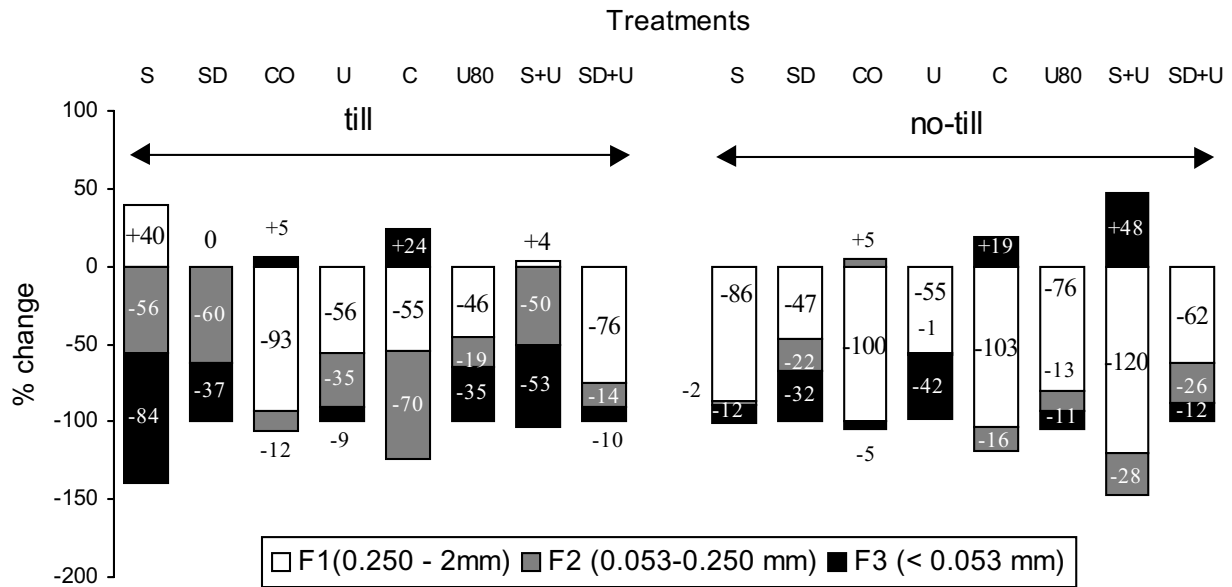 Treatments
S SD CO U C U80 S+U SD+U S SD CO U C U80 S+U SD+U
till no-till
% change
100
50
0
-50
-100
-150
-200
+40 0 +5 +24 +4 +5 +19 +48
-56 -60 -93 -56 -55 -46 -50 -76 -86 -47 -100 -55 -103 -76 -120 -62
-84 -37 -12 -35 -70 -19 -53 -14 -2 -22 -5 -1 -16 -13 -28 -26
-9 -35 -10 -12 -32 -42 -11 -12
F1(0.250 - 2mm) F2 (0.053-0.250 mm) F3 (< 0.053 mm)